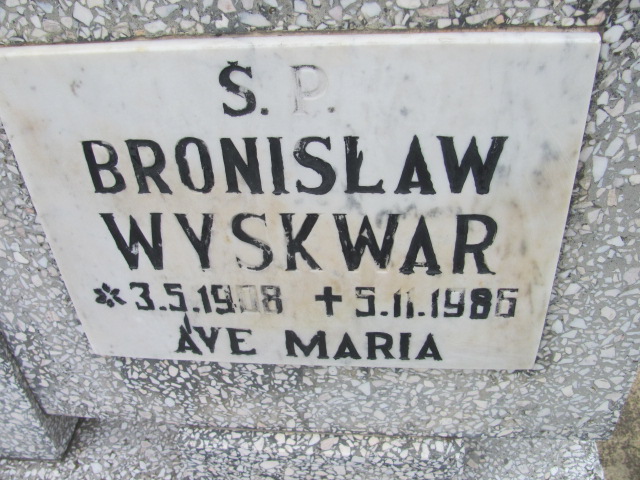 Ś. P.
BRONISŁAW
WYSKWAR
* 3.5.1908 + 5.11.1986
AVE MARIA